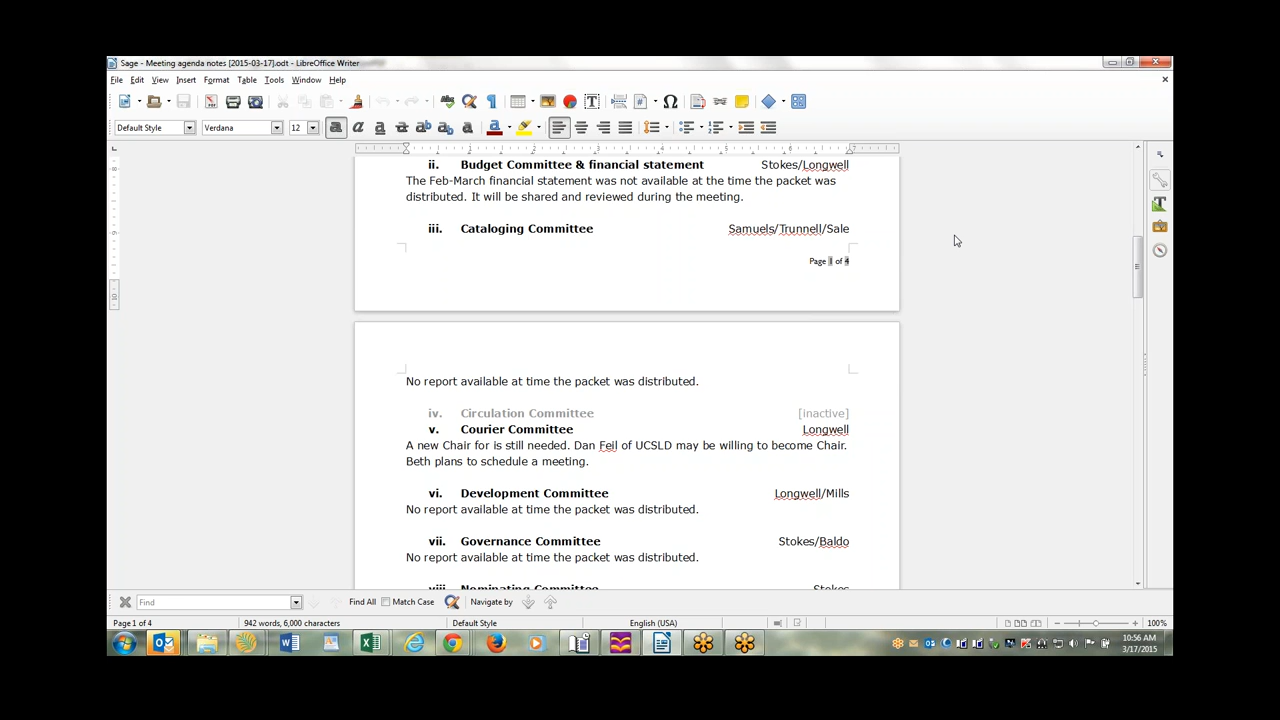 Sage - Meeting agenda notes [2015-03-17].odt - LibreOffice Writer
File Edit View Insert Format Table Tools Window Help
Default Style Verdana 12
ii. Budget Committee & financial statement Stokes/Longwell
The Feb-March financial statement was not available at the time the packet was
distributed. It will be shared and reviewed during the meeting.
iii. Cataloging Committee Samuels/Trunnell/Sale
Page 1 of 4
No report available at time the packet was distributed.
iv. Circulation Committee [inactive]
v. Courier Committee Longwell
A new Chair for is still needed. Dan Feil of UCSLD may be willing to become Chair.
Beth plans to schedule a meeting.
vi. Development Committee Longwell/Mills
No report available at time the packet was distributed.
vii. Governance Committee Stokes/Baldo
No report available at time the packet was distributed.
viii. Nominating Committee Stokes
Find Find All Match Case Navigate by
Page 1 of 4 942 words, 6,000 characters Default Style English (USA) 100%
10:56 AM
3/17/2015